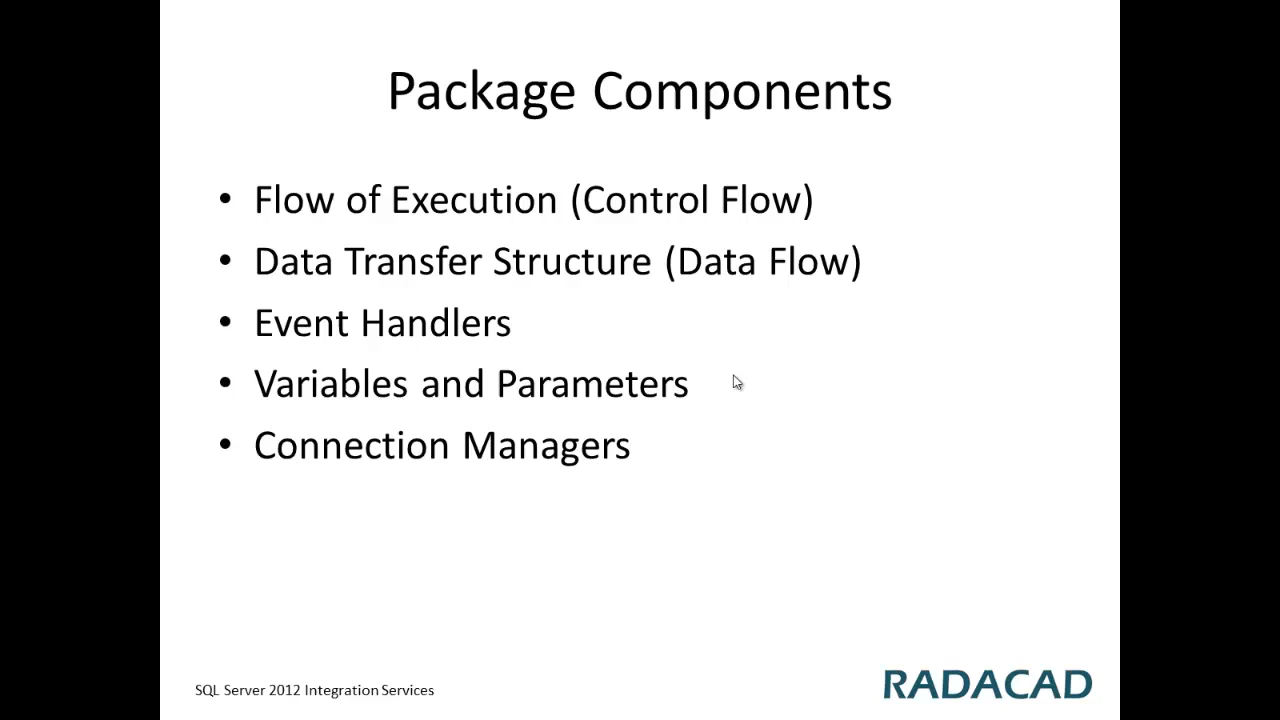 Package Components
• Flow of Execution (Control Flow)
• Data Transfer Structure (Data Flow)
• Event Handlers
• Variables and Parameters
• Connection Managers
SQL Server 2012 Integration Services
RADACAD